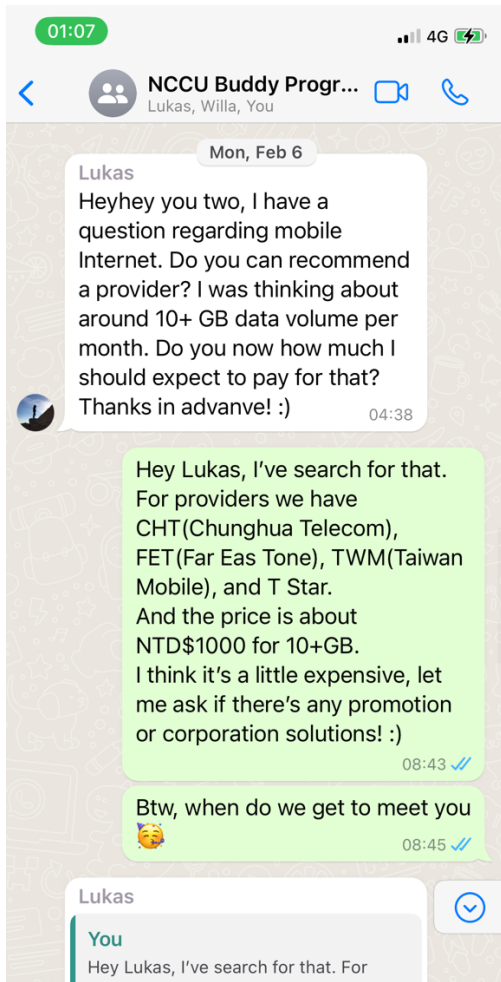 01:07
4G
NCCU Buddy Progr...
Lukas, Willa, You
Mon, Feb 6
Lukas
Heyhey you two, I have a
question regarding mobile
Internet. Do you can recommend
a provider? I was thinking about
around 10+ GB data volume per
month. Do you now how much I
should expect to pay for that?
Thanks in advanve! :)
04:38
Hey Lukas, I’ve search for that.
For providers we have
CHT(Chunghua Telecom),
FET(Far Eas Tone), TWM(Taiwan
Mobile), and T Star.
And the price is about
NTD$1000 for 10+GB.
I think it’s a little expensive, let
me ask if there’s any promotion
or corporation solutions! :)
08:43
Btw, when do we get to meet you
🥳
08:45
Lukas
You
Hey Lukas, I’ve search for that. For